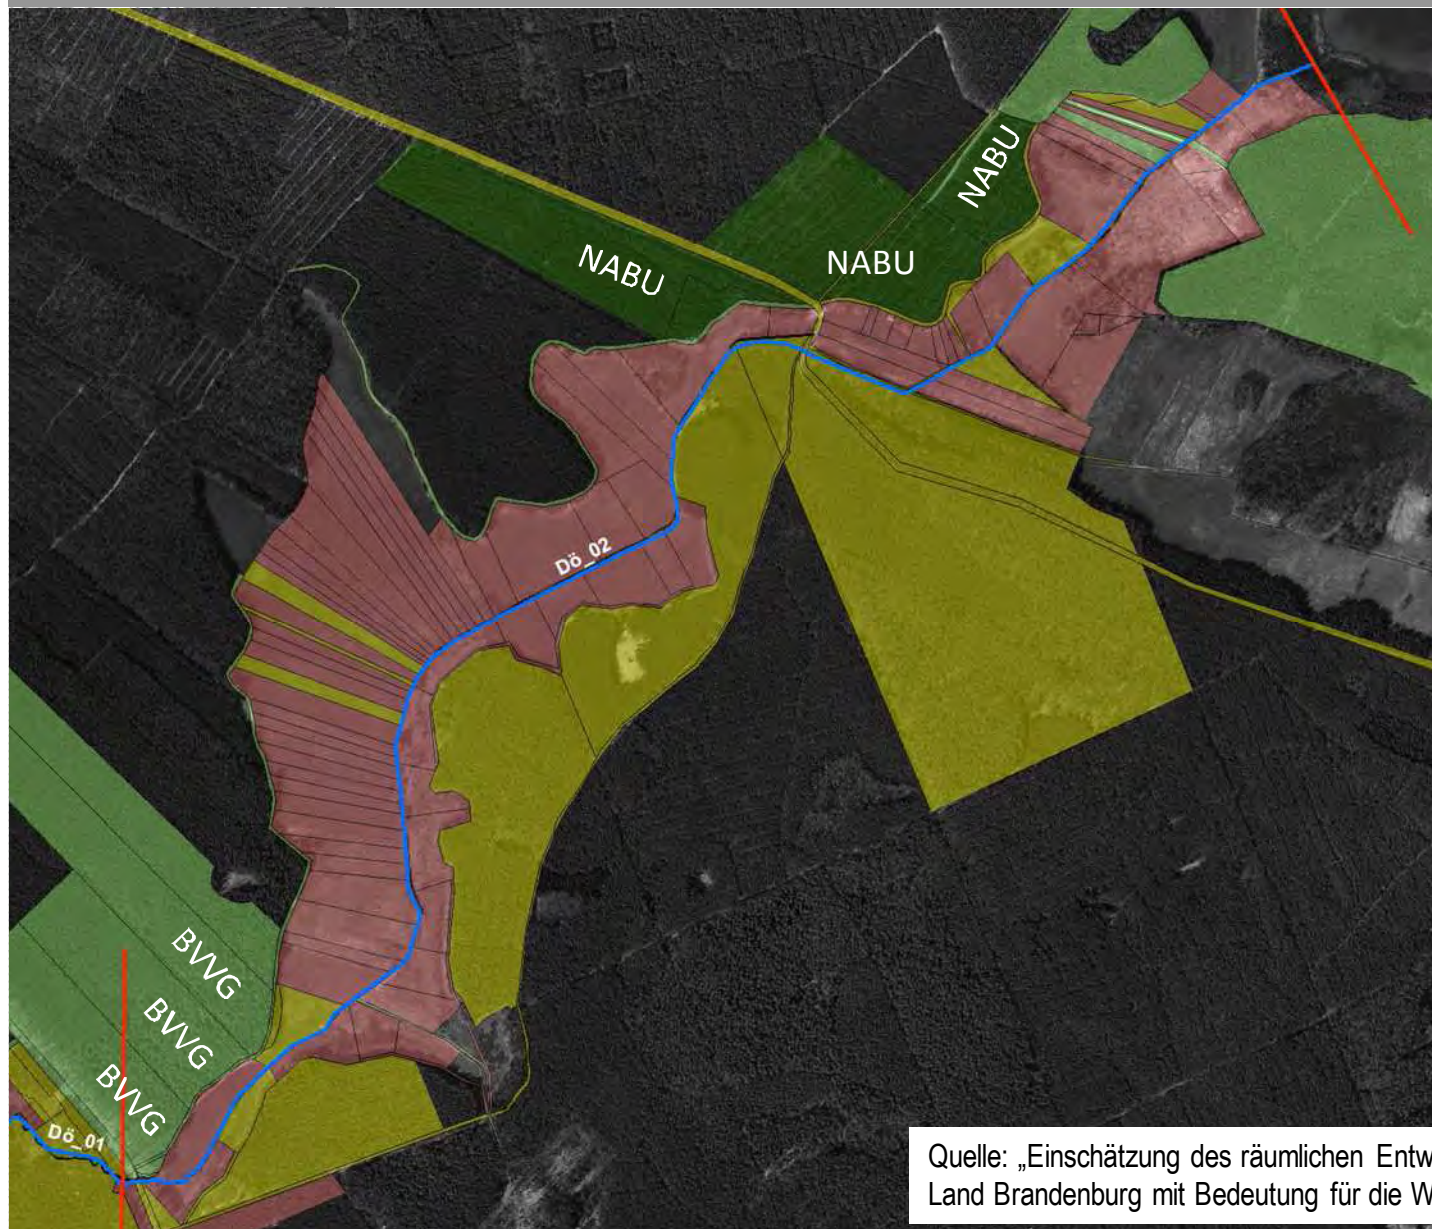 NABU
NABU
NABU
Dö_02
BVVG
BVVG
BVVG
Dö_01
Quelle: „Einschätzung des räumlichen Entw
Land Brandenburg mit Bedeutung für die W